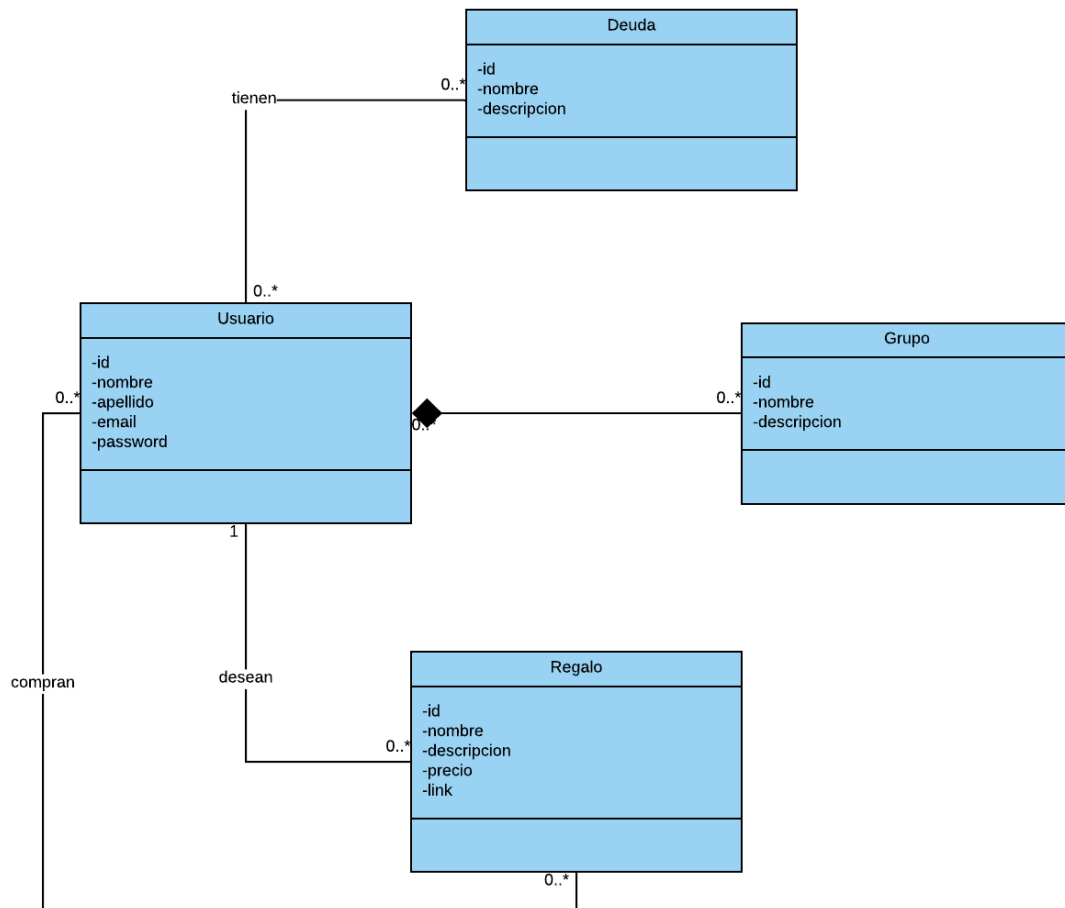 Deuda
-id
-nombre
-descripcion
0..*
tienen
0..*
Usuario
-id
-nombre
-apellido
-email
-password
0..*
0..*
0..*
Grupo
-id
-nombre
-descripcion
1
desean
compran
0..*
Regalo
-id
-nombre
-descripcion
-precio
-link
0..*